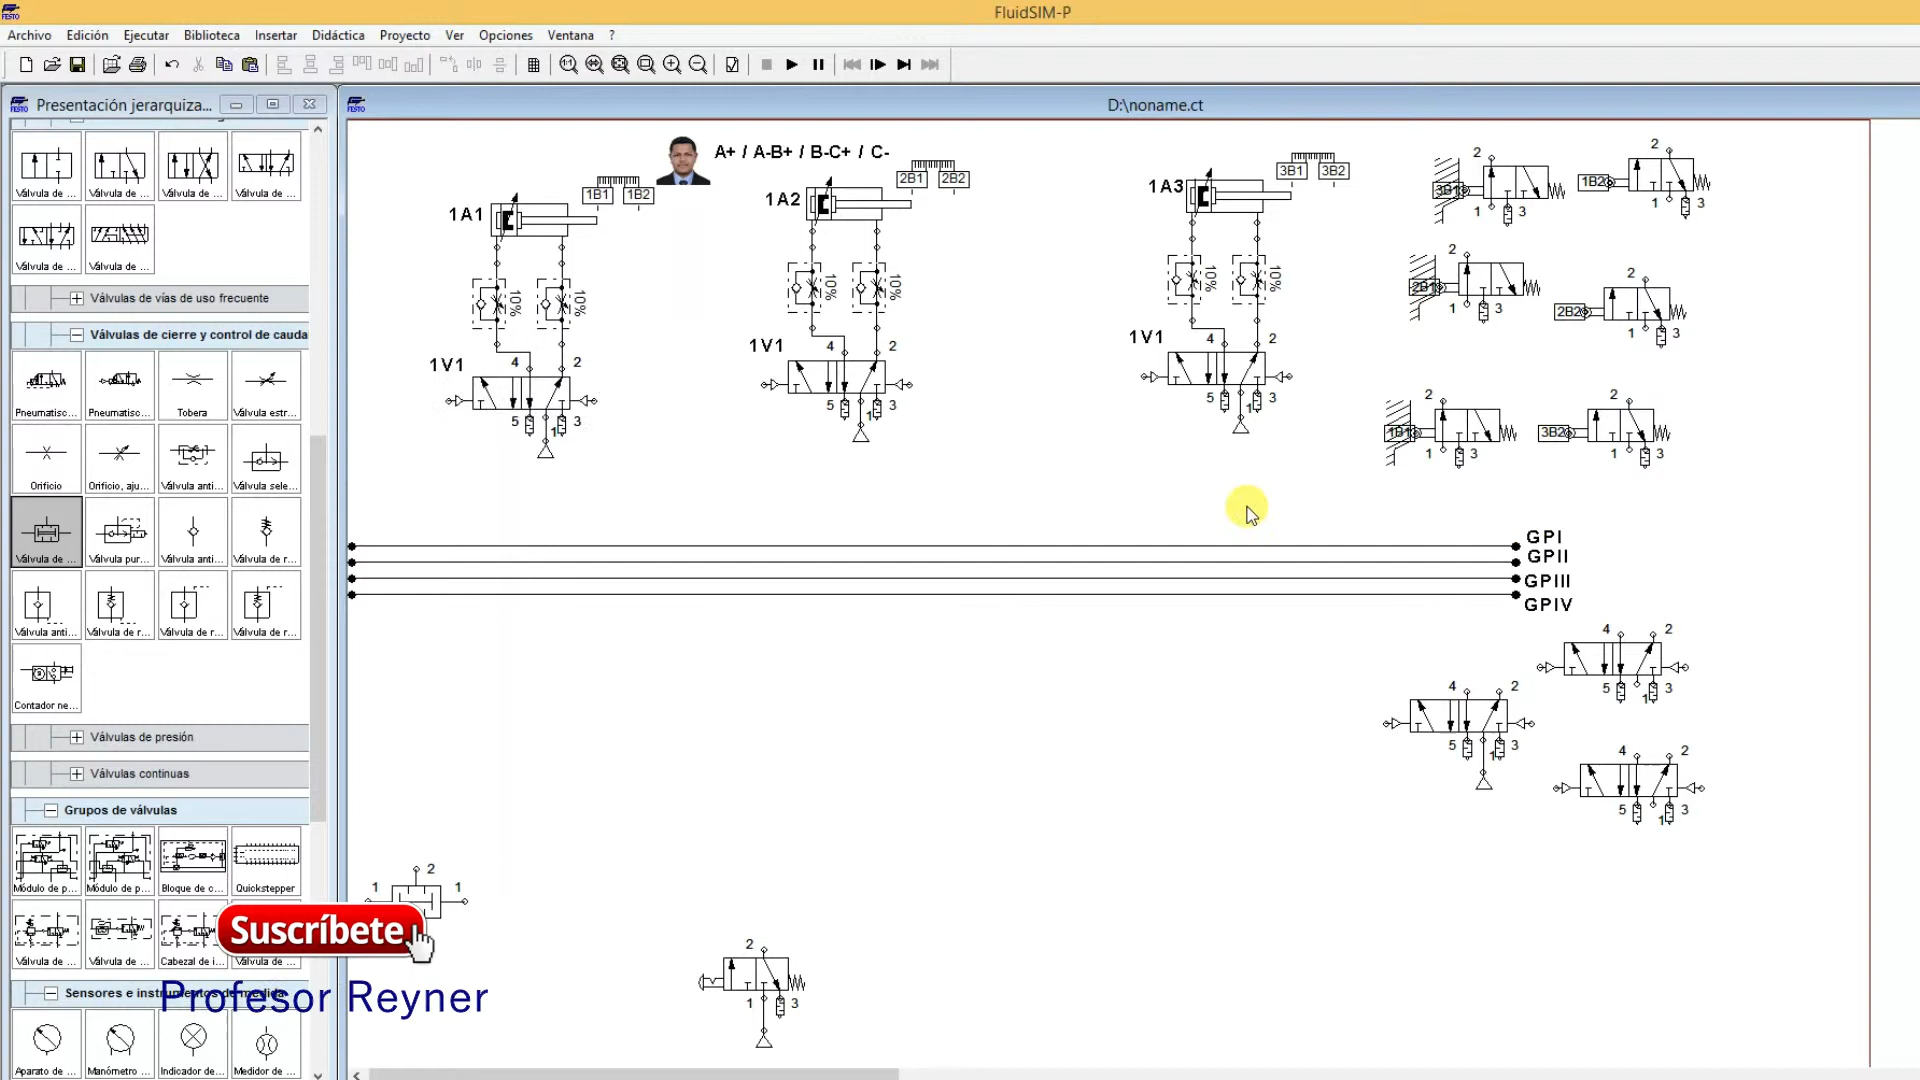 FluidSIM-P
FESTO
Archivo Edición Ejecutar Biblioteca Insertar Didáctica Proyecto Ver Opciones Ventana ?
Presentación jerarquiza...
D:\noname.ct
Válvula de ... Válvula de ... Válvula de ... Válvula de ...
Válvula de ... Válvula de ...
Válvulas de vías de uso frecuente
Válvulas de cierre y control de cauda
Pneumatisc... Pneumatisc... Tobera Válvula estr...
Orificio Orificio, aju... Válvula anti... Válvula sele...
Válvula de ... Válvula pur... Válvula anti... Válvula de r...
Válvula anti... Válvula de r... Válvula de r... Válvula de r...
Contador ne...
Válvulas de presión
Válvulas continuas
Grupos de válvulas
Módulo de p... Módulo de p... Bloque de c... Quickstepper
Válvula de ... Válvula de ... Cabezal de i... Válvula de ...
Sensores e instrumentos de medida
Aparato de ... Manómetro ... Indicador de... Medidor de ...
A+ / A-B+ / B-C+ / C-
1A1 1B1 1B2
10% 10%
1V1 4 2
5 1 3
1A2 2B1 2B2
10% 10%
1V1 4 2
5 1 3
1A3 3B1 3B2
10% 10%
1V1 4 2
5 1 3
2 3B1 1 3
2 1B2 1 3
2 2B1 1 3
2 2B2 1 3
2 1B1 1 3
2 3B2 1 3
GPI
GPII
GPIII
GPIV
4 2
5 1 3
4 2
5 1 3
4 2
5 1 3
2
1 1
2
1 3
Suscríbete
Profesor Reyner